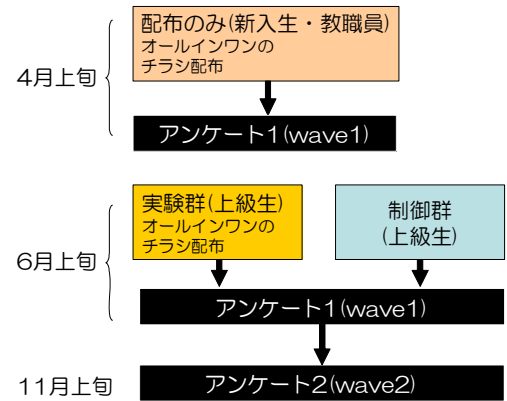 配布のみ(新入生・教職員)
オールインワンの
チラシ配布
4月上旬
アンケート1(wave1)
実験群(上級生)
オールインワンの
チラシ配布
制御群
(上級生)
6月上旬
アンケート1(wave1)
11月上旬
アンケート2(wave2)